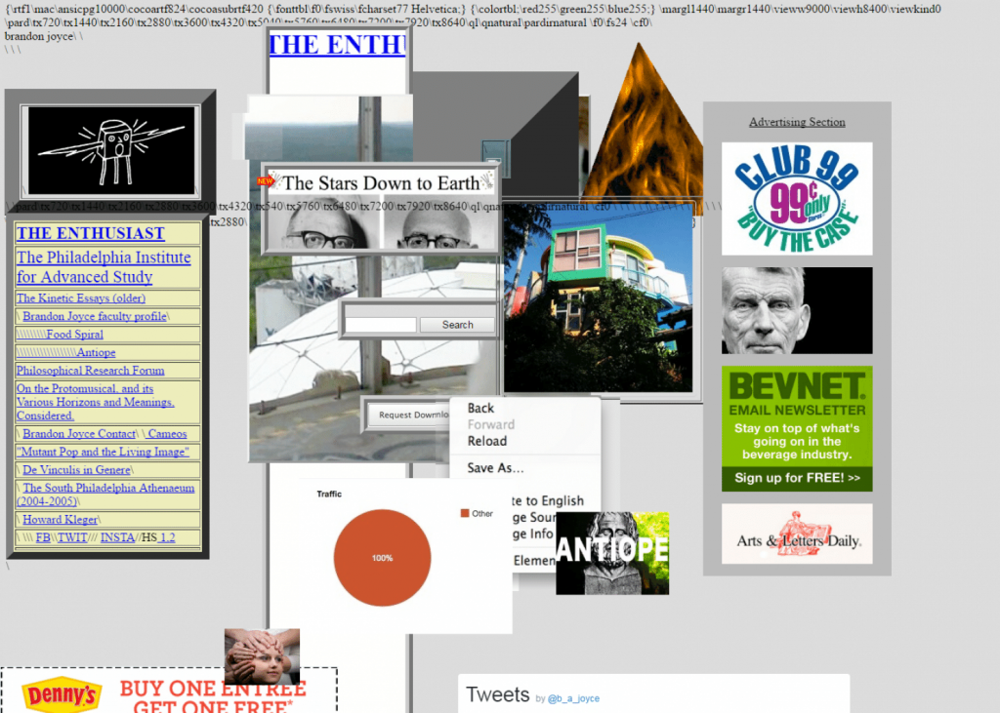 {\rtf1\mac\ansicpg10000\cocoartf824\cocoasubrtf420 {\fonttbl\f0\fswiss\fcharset77 Helvetica;} {\colortbl;\red255\green255\blue255;} \margl1440\margr1440\vieww9000\viewh8400\viewkind0
\pard\tx720\tx1440\tx2160\tx2880\tx3600\tx4320\tx5040\tx5760\tx6480\tx7200\tx7920\tx8640\ql\qnatural\pardirnatural \f0\fs24 \cf0\
brandon joyce\ \
\ \ \
THE ENTHU
Advertising Section
CLUB 99
99¢ only Stores
BUY THE CASE
NEW
The Stars Down to Earth
\pard\tx720\tx1440\tx2160\tx2880\tx3600\tx4320\tx540\tx5760\tx6480\tx7200\tx7920\tx8640\ql\qnatural\pardirnatural \cf0 \ \ \ \ \ \ \ \ \ \ \ \ \ \
tx2880\
THE ENTHUSIAST
The Philadelphia Institute
for Advanced Study
The Kinetic Essays (older)
\ Brandon Joyce faculty profile\
\\\\\\\\\Food Spiral
\\\\\\\\\\\\\\\\\\Antiope
Philosophical Research Forum
On the Protomusical, and its
Various Horizons and Meanings,
Considered,
\ Brandon Joyce Contact\ \ Cameos
"Mutant Pop and the Living Image"
\ De Vinculis in Genere\
\ The South Philadelphia Athenaeum
(2004-2005)\
\ Howard Kleger\
\ \\\ FB\\TWIT/// INSTA//HS 1.2
\
Search
Request Downlo
Back
Forward
Reload
Save As...
te to English
ge Sour
ge Info
Elemen
BEVNET.
EMAIL NEWSLETTER
Stay on top of what's
going on in the
beverage industry.
Sign up for FREE! >>
Traffic
Other
100%
ANTIOPE
Arts & Letters Daily.
Denny's
BUY ONE ENTREE
GET ONE FREE*
Tweets by @b_a_joyce